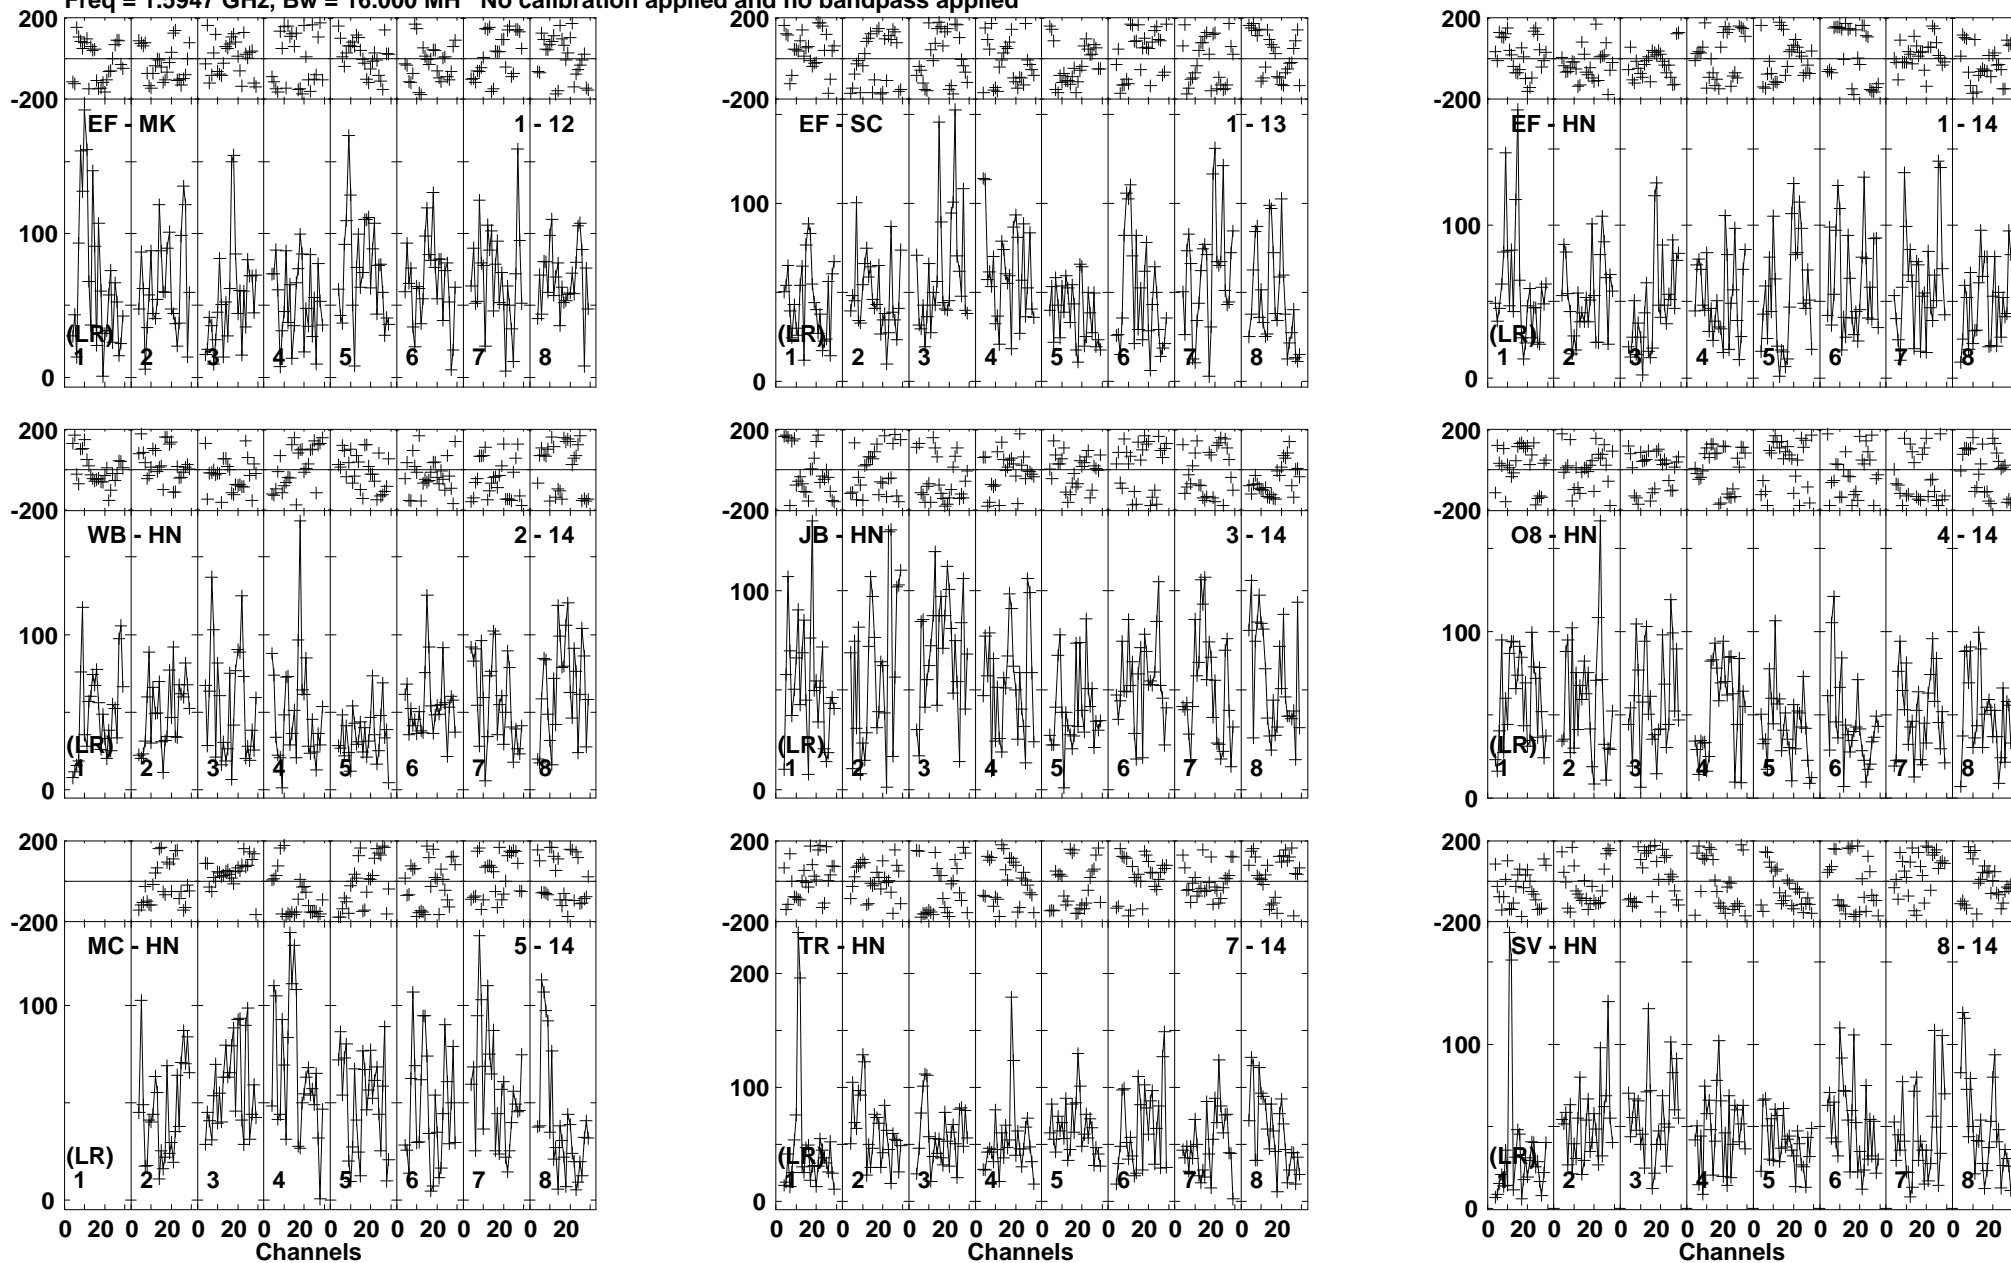 Freq = 1.5947 GHz, Bw = 16.000 MH No calibration applied and no bandpass applied
200 200 200
-200 -200 -200
EF - MK 1 - 12 EF - SC 1 - 13 EF - HN 1 - 14
100 100 100
(LR) (LR) (LR)
1 2 3 4 5 6 7 8 1 2 3 4 5 6 7 8 1 2 3 4 5 6 7 8
0 0 0
200 200 200
-200 -200 -200
WB - HN 2 - 14 JB - HN 3 - 14 O8 - HN 4 - 14
100 100 100
(LR) (LR) (LR)
1 2 3 4 5 6 7 8 1 2 3 4 5 6 7 8 1 2 3 4 5 6 7 8
0 0 0
200 200 200
-200 -200 -200
MC - HN 5 - 14 TR - HN 7 - 14 SV - HN 8 - 14
200
100 100 100
(LR) (LR) (LR)
1 2 3 4 5 6 7 8 1 2 3 4 5 6 7 8 1 2 3 4 5 6 7 8
0 0 0
0 20 0 20 0 20 0 20 0 20 0 20 0 20 0 20 0 20 0 20 0 20 0 20 0 20 0 20 0 20 0 20 0 20 0 20 0 20 0 20 0 20 0 20 0 20 0 20
Channels Channels Channels